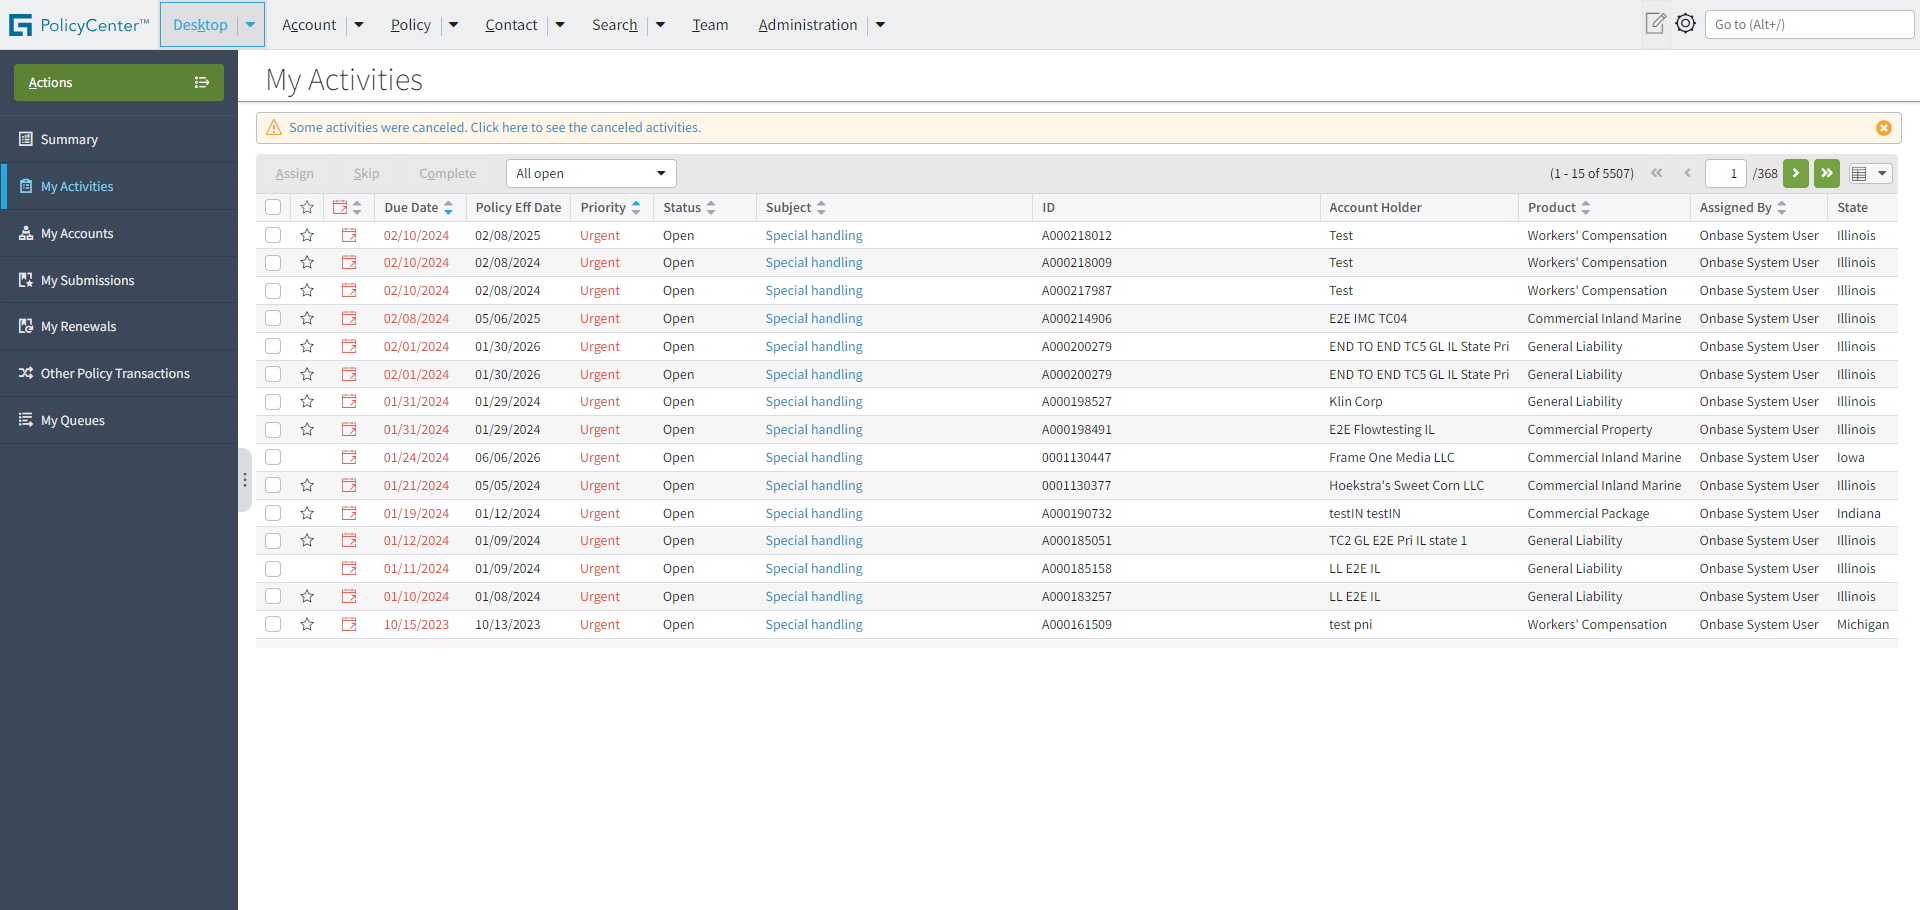 PolicyCenter™ Desktop Account Policy Contact Search Team Administration Go to (Alt+/)
Actions
Summary
My Activities
My Accounts
My Submissions
My Renewals
Other Policy Transactions
My Queues
My Activities
Some activities were canceled. Click here to see the canceled activities.
Assign Skip Complete All open (1 - 15 of 5507) 1 /368
Due Date Policy Eff Date Priority Status Subject ID Account Holder Product Assigned By State
02/10/2024 02/08/2025 Urgent Open Special handling A000218012 Test Workers' Compensation Onbase System User Illinois
02/10/2024 02/08/2024 Urgent Open Special handling A000218009 Test Workers' Compensation Onbase System User Illinois
02/10/2024 02/08/2024 Urgent Open Special handling A000217987 Test Workers' Compensation Onbase System User Illinois
02/08/2024 05/06/2025 Urgent Open Special handling A000214906 E2E IMC TC04 Commercial Inland Marine Onbase System User Illinois
02/01/2024 01/30/2026 Urgent Open Special handling A000200279 END TO END TC5 GL IL State Pri General Liability Onbase System User Illinois
02/01/2024 01/30/2026 Urgent Open Special handling A000200279 END TO END TC5 GL IL State Pri General Liability Onbase System User Illinois
01/31/2024 01/29/2024 Urgent Open Special handling A000198527 Klin Corp General Liability Onbase System User Illinois
01/31/2024 01/29/2024 Urgent Open Special handling A000198491 E2E Flowtesting IL Commercial Property Onbase System User Illinois
01/24/2024 06/06/2026 Urgent Open Special handling 0001130447 Frame One Media LLC Commercial Inland Marine Onbase System User Iowa
01/21/2024 05/05/2024 Urgent Open Special handling 0001130377 Hoekstra's Sweet Corn LLC Commercial Inland Marine Onbase System User Illinois
01/19/2024 01/12/2024 Urgent Open Special handling A000190732 testIN testIN Commercial Package Onbase System User Indiana
01/12/2024 01/09/2024 Urgent Open Special handling A000185051 TC2 GL E2E Pri IL state 1 General Liability Onbase System User Illinois
01/11/2024 01/09/2024 Urgent Open Special handling A000185158 LL E2E IL General Liability Onbase System User Illinois
01/10/2024 01/08/2024 Urgent Open Special handling A000183257 LL E2E IL General Liability Onbase System User Illinois
10/15/2023 10/13/2023 Urgent Open Special handling A000161509 test pni Workers' Compensation Onbase System User Michigan